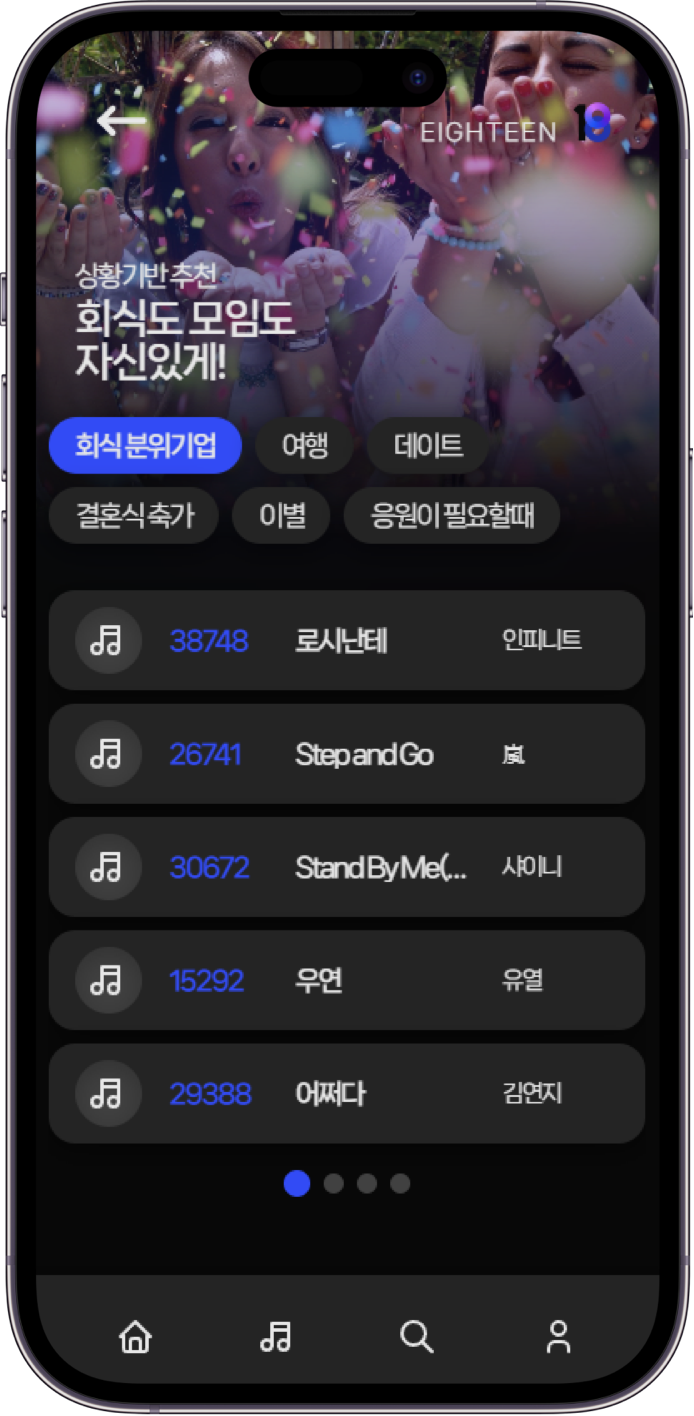 EIGHTEEN 18
상황기반 추천
회식도 모임도
자신있게!
회식 분위기업 여행 데이트
결혼식 축가 이별 응원이 필요할때
38748 로시난테 인피니트
26741 Step and Go 嵐
30672 Stand By Me(... 샤이니
15292 우연 유열
29388 어쩌다 김연지